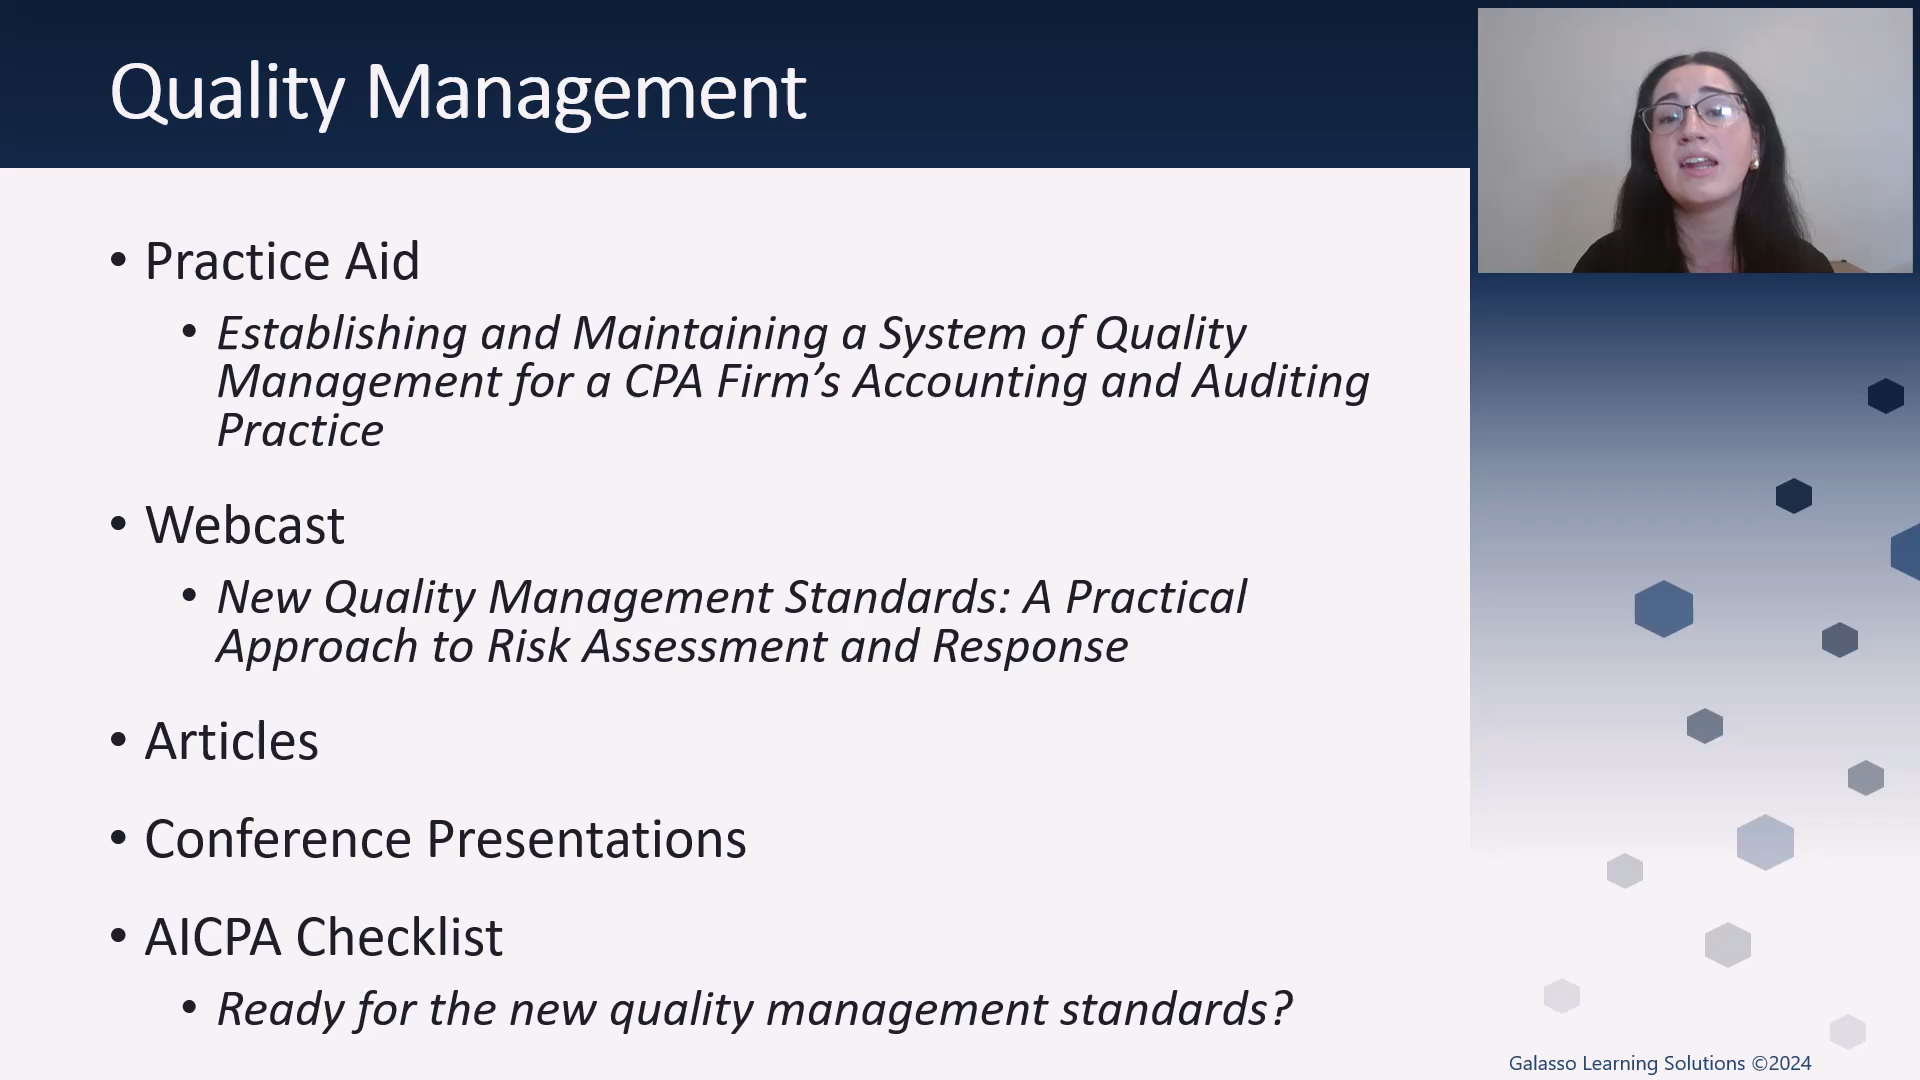 Quality Management
• Practice Aid
• Establishing and Maintaining a System of Quality
Management for a CPA Firm’s Accounting and Auditing
Practice
• Webcast
• New Quality Management Standards: A Practical
Approach to Risk Assessment and Response
• Articles
• Conference Presentations
• AICPA Checklist
• Ready for the new quality management standards?
Galasso Learning Solutions ©2024